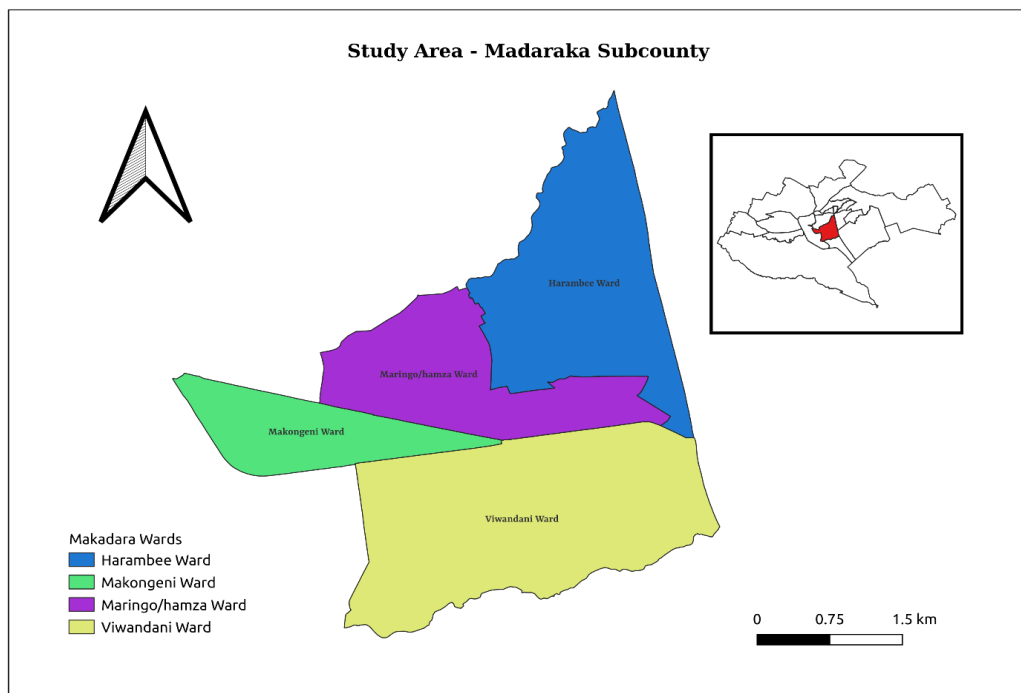 Study Area - Madaraka Subcounty
Harambee Ward
Maringo/hamza Ward
Makongeni Ward
Viwandani Ward
Makadara Wards
Harambee Ward
Makongeni Ward
Maringo/hamza Ward
Viwandani Ward
0 0.75 1.5 km